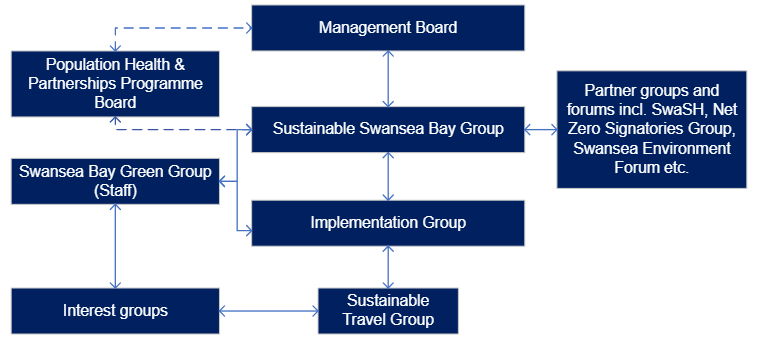 Management Board
Population Health &
Partnerships Programme
Board
Partner groups and
forums incl. SwaSH, Net
Zero Signatories Group,
Swansea Environment
Forum etc.
Sustainable Swansea Bay Group
Swansea Bay Green Group
(Staff)
Implementation Group
Interest groups
Sustainable
Travel Group